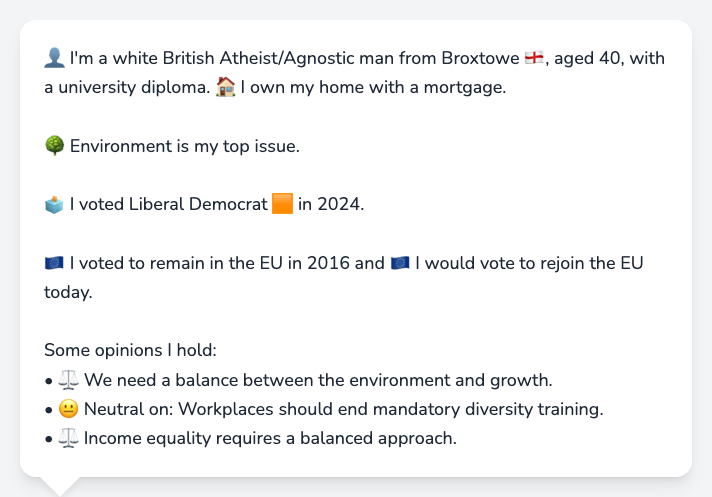 👤 I'm a white British Atheist/Agnostic man from Broxtowe 🏴󠁧󠁢󠁥󠁮󠁧󠁿, aged 40, with
a university diploma. 🏠 I own my home with a mortgage.
🌳 Environment is my top issue.
🗳️ I voted Liberal Democrat 🟧 in 2024.
🇪🇺 I voted to remain in the EU in 2016 and 🇪🇺 I would vote to rejoin the EU
today.
Some opinions I hold:
• ⚖️ We need a balance between the environment and growth.
• 😐 Neutral on: Workplaces should end mandatory diversity training.
• ⚖️ Income equality requires a balanced approach.